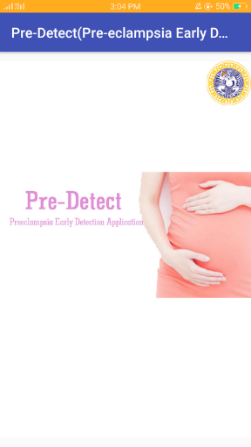 3:04 PM
50%
Pre-Detect(Pre-eclampsia Early D...
Pre-Detect
Preeclampsia Early Detection Application